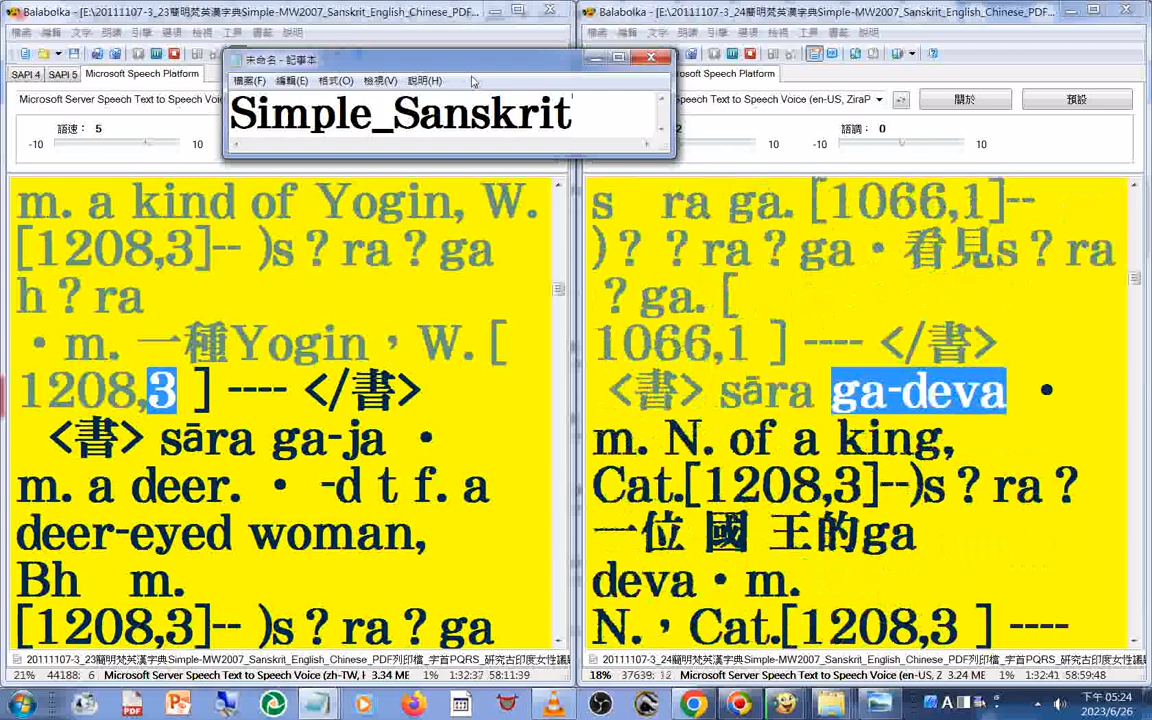 Balabolka - [E:\20111107-3_23簡明梵英漢字典Simple-MW2007_Sanskrit_English_Chinese_PDF...
Balabolka - [E:\20111107-3_24簡明梵英漢字典Simple-MW2007_Sanskrit_English_Chinese_PDF...
未命名 - 記事本
檔案(F) 編輯(E) 格式(O) 檢視(V) 說明(H)
Simple_Sanskrit
SAPI 4 SAPI 5 Microsoft Speech Platform
Microsoft Server Speech Text to Speech Voice
語速： 5
-10 10
Microsoft Server Speech Text to Speech Voice (en-US, ZiraP
關於 預設
語調： 0
10 -10 10
m. a kind of Yogin, W.
[1208,3]-- )s？ra？ga
h？ra
・m. 一種Yogin，W. [
1208,3 ] ---- </書>
<書> sāra ga-ja ・
m. a deer. ・ -d t f. a
deer-eyed woman,
Bh m.
[1208,3]-- )s？ra？ga
s ra ga. [1066,1]--
)？ ？ra？ga・看見s？ra
？ga. [
1066,1 ] ---- </書>
<書> sāra ga-deva ・
m. N. of a king,
Cat.[1208,3]--)s？ra？
一位 國 王的ga
deva・m.
N.，Cat.[1208,3 ] ----
20111107-3_23簡明梵英漢字典Simple-MW2007_Sanskrit_English_Chinese_PDF列印檔_字首PQRS_研究古印度女性議
20111107-3_24簡明梵英漢字典Simple-MW2007_Sanskrit_English_Chinese_PDF列印檔_字首PQRS_研究古印度女性議
21% 44188: 6 Microsoft Server Speech Text to Speech Voice (zh-TW, H 3.34 MB 1% 1:32:37 58:11:39
18% 37639: 12 Microsoft Server Speech Text to Speech Voice (en-US, Z 3.24 MB 1% 1:32:41 58:59:48
下午 05:24
2023/6/26